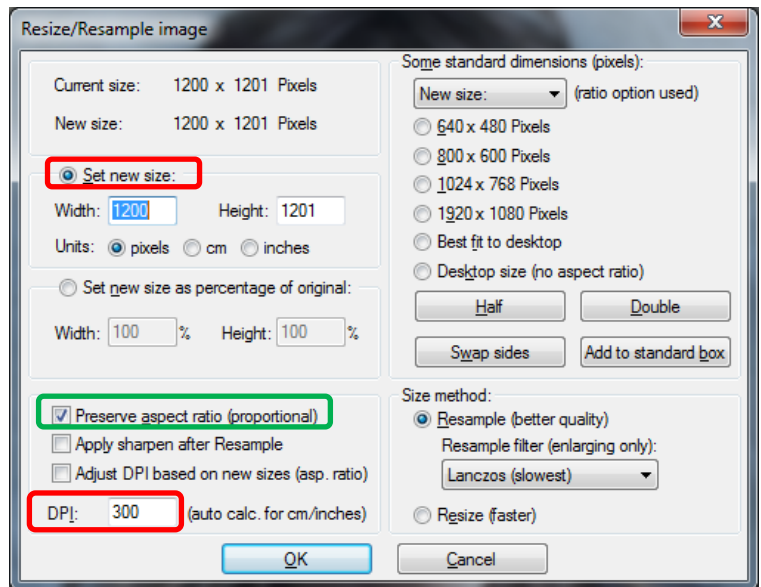 Resize/Resample image
Current size: 1200 x 1201 Pixels
New size: 1200 x 1201 Pixels
Set new size:
Width: 1200 Height: 1201
Units: pixels cm inches
Set new size as percentage of original:
Width: 100 % Height: 100 %
Preserve aspect ratio (proportional)
Apply sharpen after Resample
Adjust DPI based on new sizes (asp. ratio)
DPI: 300 (auto calc. for cm/inches)
Some standard dimensions (pixels):
New size: (ratio option used)
640 x 480 Pixels
800 x 600 Pixels
1024 x 768 Pixels
1920 x 1080 Pixels
Best fit to desktop
Desktop size (no aspect ratio)
Half Double
Swap sides Add to standard box
Size method:
Resample (better quality)
Resample filter (enlarging only):
Lanczos (slowest)
Resize (faster)
OK Cancel